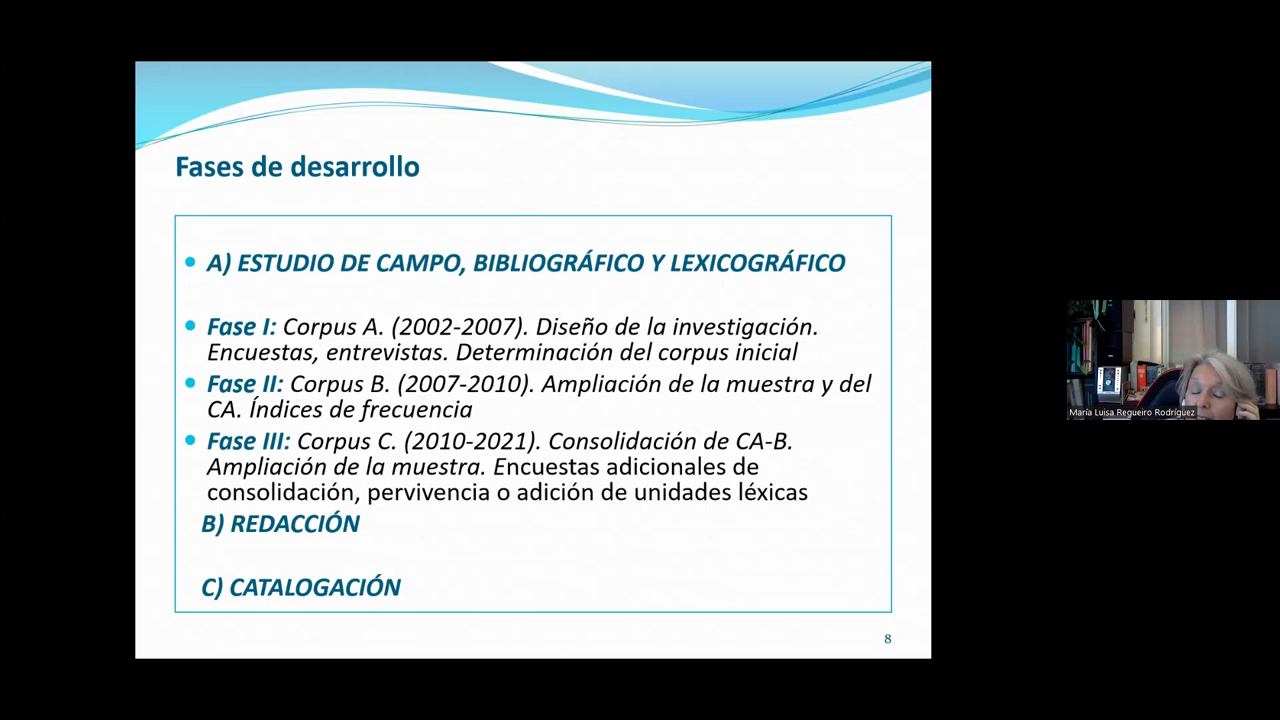 Fases de desarrollo
A) ESTUDIO DE CAMPO, BIBLIOGRÁFICO Y LEXICOGRÁFICO
Fase I: Corpus A. (2002-2007). Diseño de la investigación.
Encuestas, entrevistas. Determinación del corpus inicial
Fase II: Corpus B. (2007-2010). Ampliación de la muestra y del
CA. Índices de frecuencia
Fase III: Corpus C. (2010-2021). Consolidación de CA-B.
Ampliación de la muestra. Encuestas adicionales de
consolidación, pervivencia o adición de unidades léxicas
B) REDACCIÓN
C) CATALOGACIÓN
8
María Luisa Regueiro Rodríguez